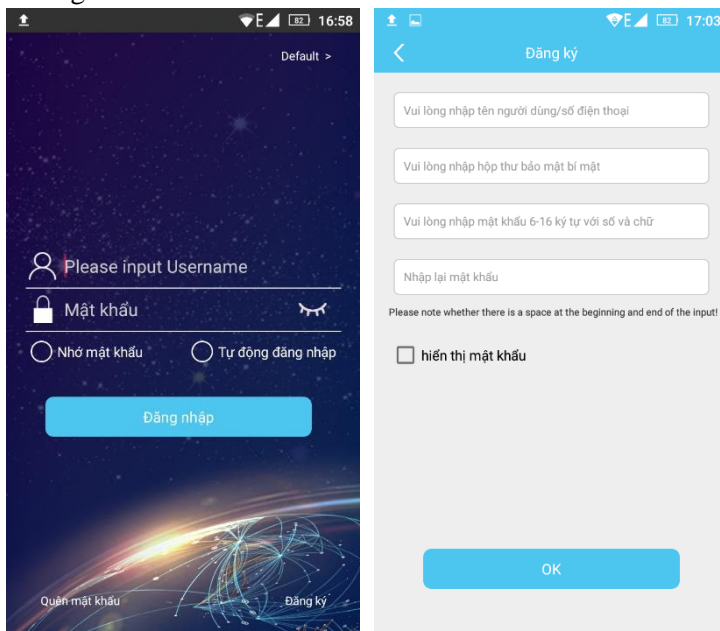 E 82 16:58
Default >
Please input Username
Mật khẩu
Nhớ mật khẩu
Tự động đăng nhập
Đăng nhập
Quên mật khẩu
Đăng ký
E 82 17:03
Đăng ký
Vui lòng nhập tên người dùng/số điện thoại
Vui lòng nhập hộp thư bảo mật bí mật
Vui lòng nhập mật khẩu 6-16 ký tự với số và chữ
Nhập lại mật khẩu
Please note whether there is a space at the beginning and end of the input!
hiển thị mật khẩu
OK